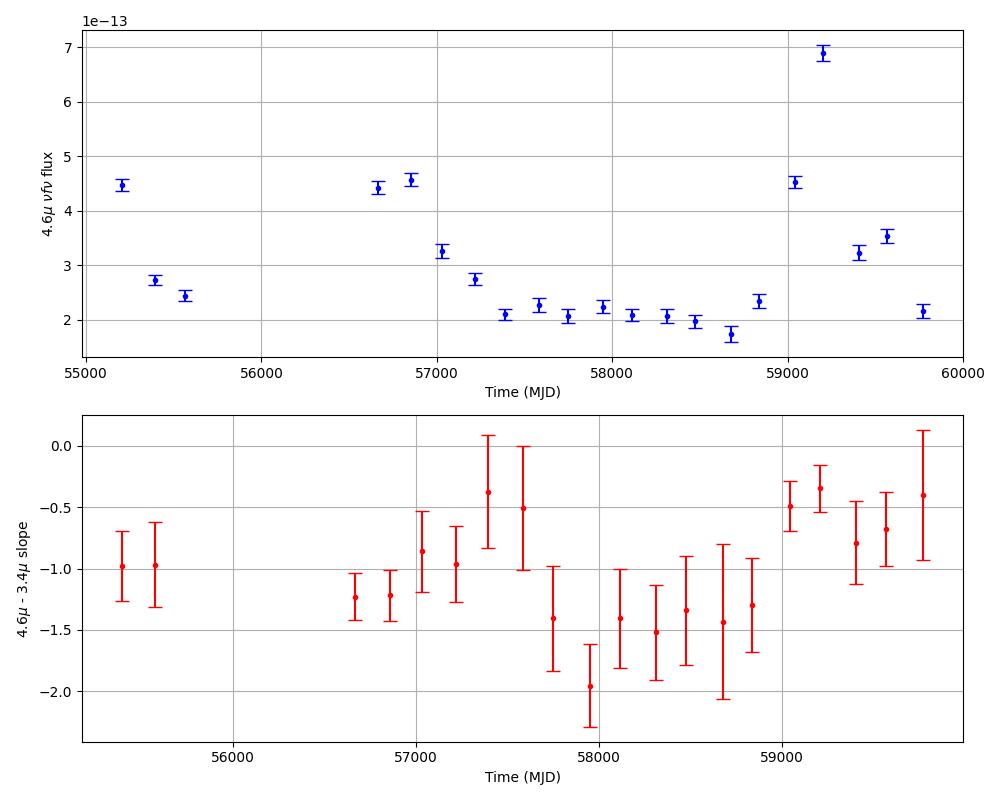 1e−13
7
6
5
4
3
2
4.6μ νfν flux
55000 56000 57000 58000 59000 60000
Time (MJD)
0.0
−0.5
−1.0
−1.5
−2.0
4.6μ - 3.4μ slope
56000 57000 58000 59000
Time (MJD)